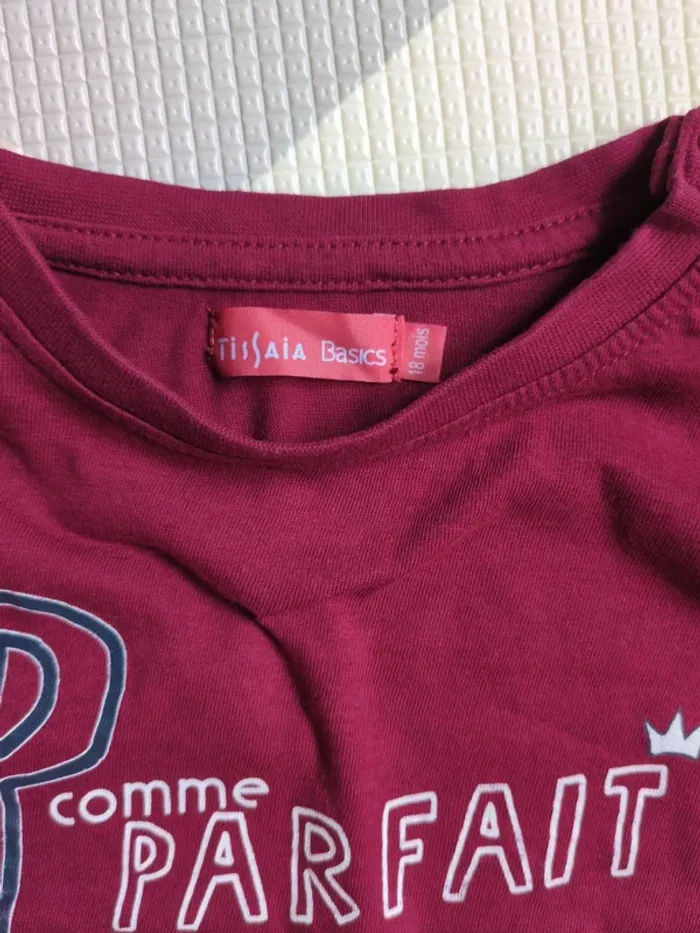 TissAiA BASICS
18 mois
P
comme
PARFAIT